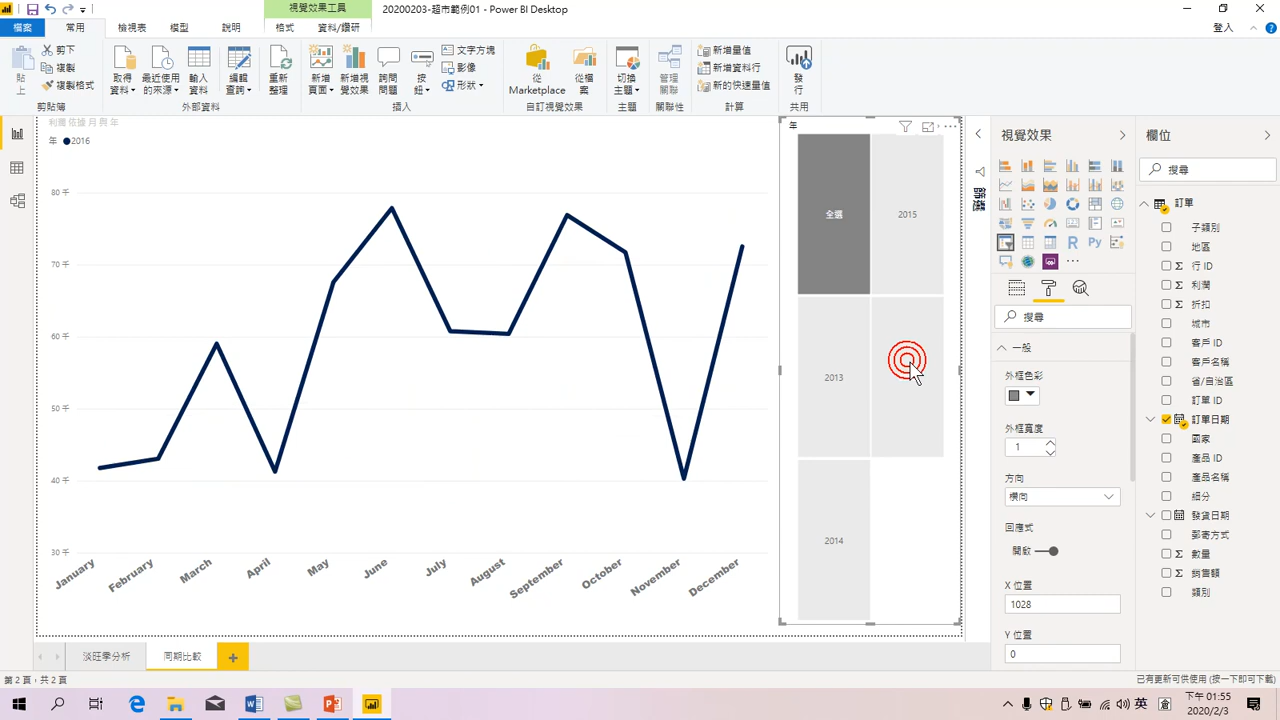 視覺效果工具
20200203-超市範例01 - Power BI Desktop
檔案
常用
檢視表
模型
說明
格式
資料/鑽研
登入
貼上
剪下
複製
複製格式
剪貼簿
取得資料
最近使用的來源
輸入資料
編輯查詢
外部資料
重新整理
新增頁面
新增視覺效果
詢問問題
按鈕
文字方塊
影像
形狀
插入
從 Marketplace
從檔案
自訂視覺效果
切換主題
主題
管理關聯
關聯性
新增量值
新增資料行
新的快速量值
計算
發行
共用
利潤 依據 月 與 年
年 2016
80 千
70 千
60 千
50 千
40 千
30 千
January
February
March
April
May
June
July
August
September
October
November
December
年
全選
2015
2013
2014
篩選
視覺效果
搜尋
一般
外框色彩
外框寬度
1
方向
橫向
回應式
開啟
X 位置
1028
Y 位置
0
欄位
搜尋
訂單
子類別
地區
行 ID
利潤
折扣
城市
客戶 ID
客戶名稱
省/自治區
訂單 ID
訂單日期
國家
產品 ID
產品名稱
細分
發貨日期
郵寄方式
數量
銷售額
類別
淡旺季分析
同期比較
第 2 頁，共 2 頁
已有更新可供使用 (按一下即可下載)
英
下午 01:55
2020/2/3